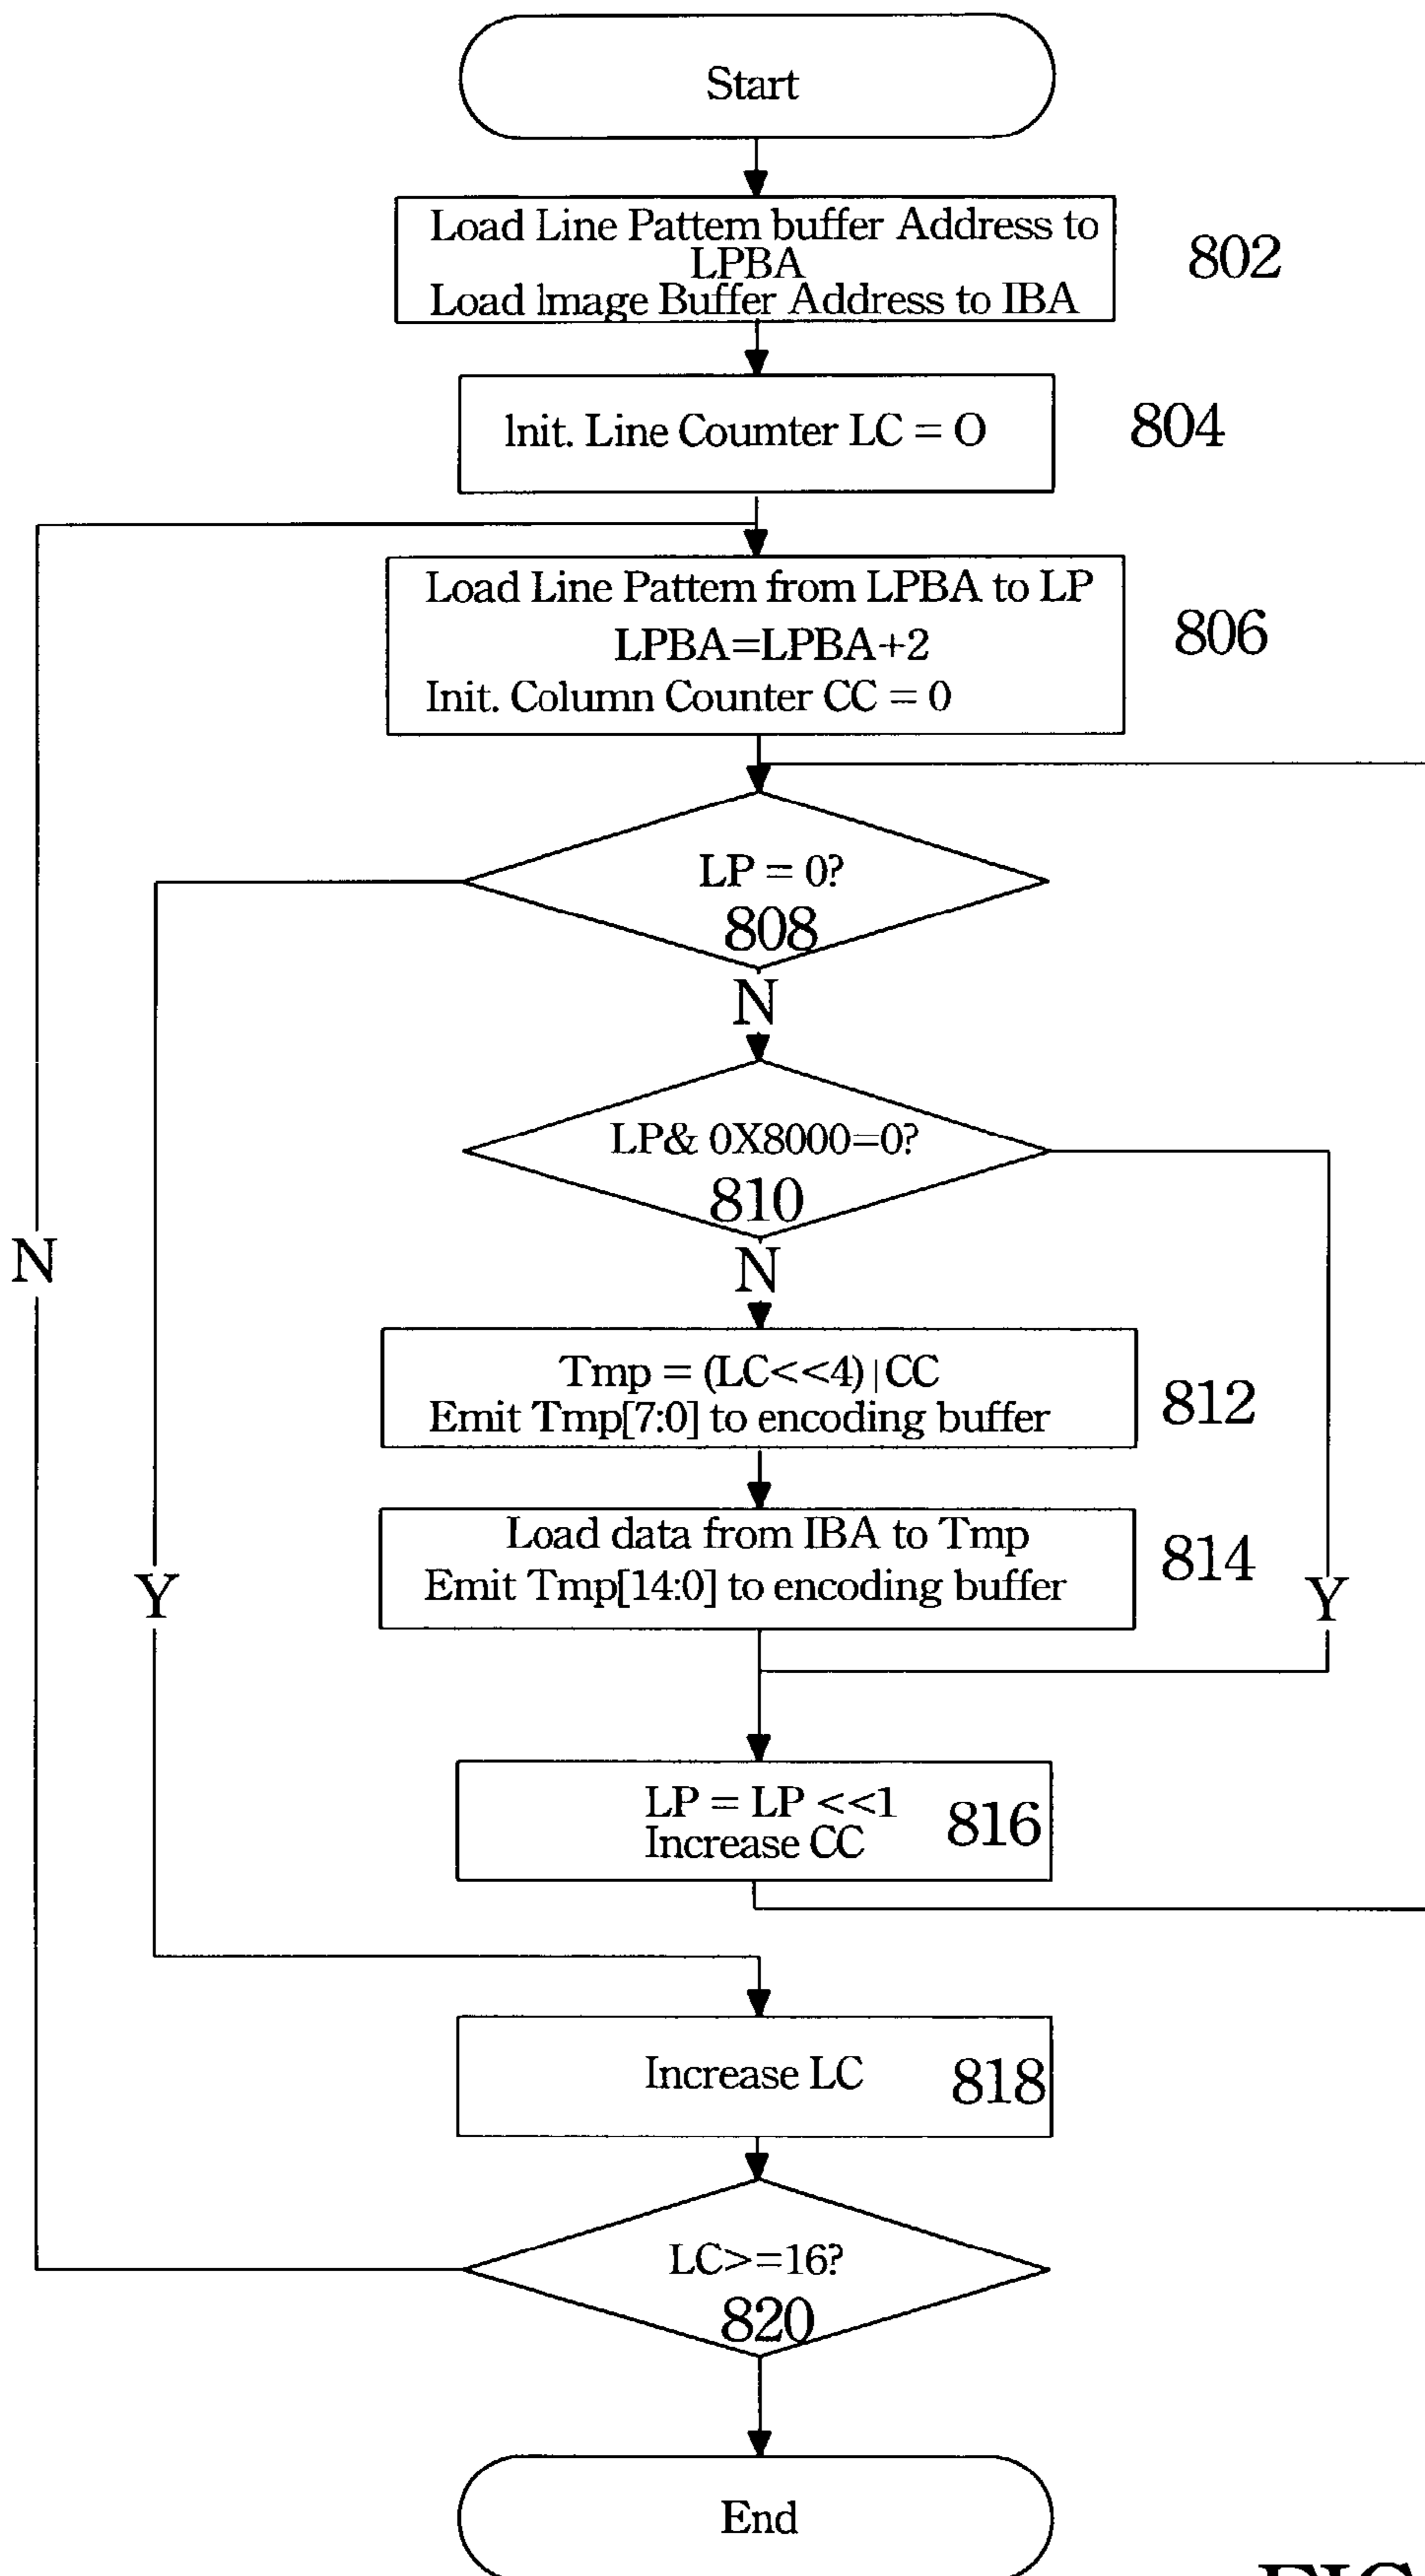 Start
Load Line Pattem buffer Address to
LPBA
Load lmage Buffer Address to IBA
802
lnit. Line Coumter LC = O
804
Load Line Pattem from LPBA to LP
LPBA=LPBA+2
Init. Column Counter CC = 0
806
LP = 0?
808
N
LP& 0X8000=0?
810
N
N
Tmp = (LC<<4) | CC
Emit Tmp[7:0] to encoding buffer
812
Load data from IBA to Tmp
Emit Tmp[14:0] to encoding buffer
814
Y
Y
LP = LP <<1
Increase CC
816
Increase LC
818
LC>=16?
820
End